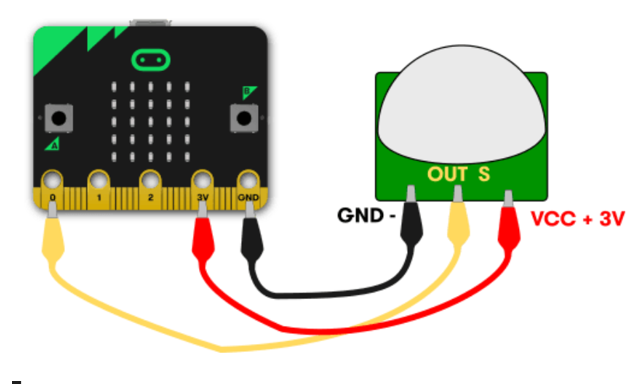 B
A
0 1 2 3V GND
OUT S
GND -
VCC + 3V